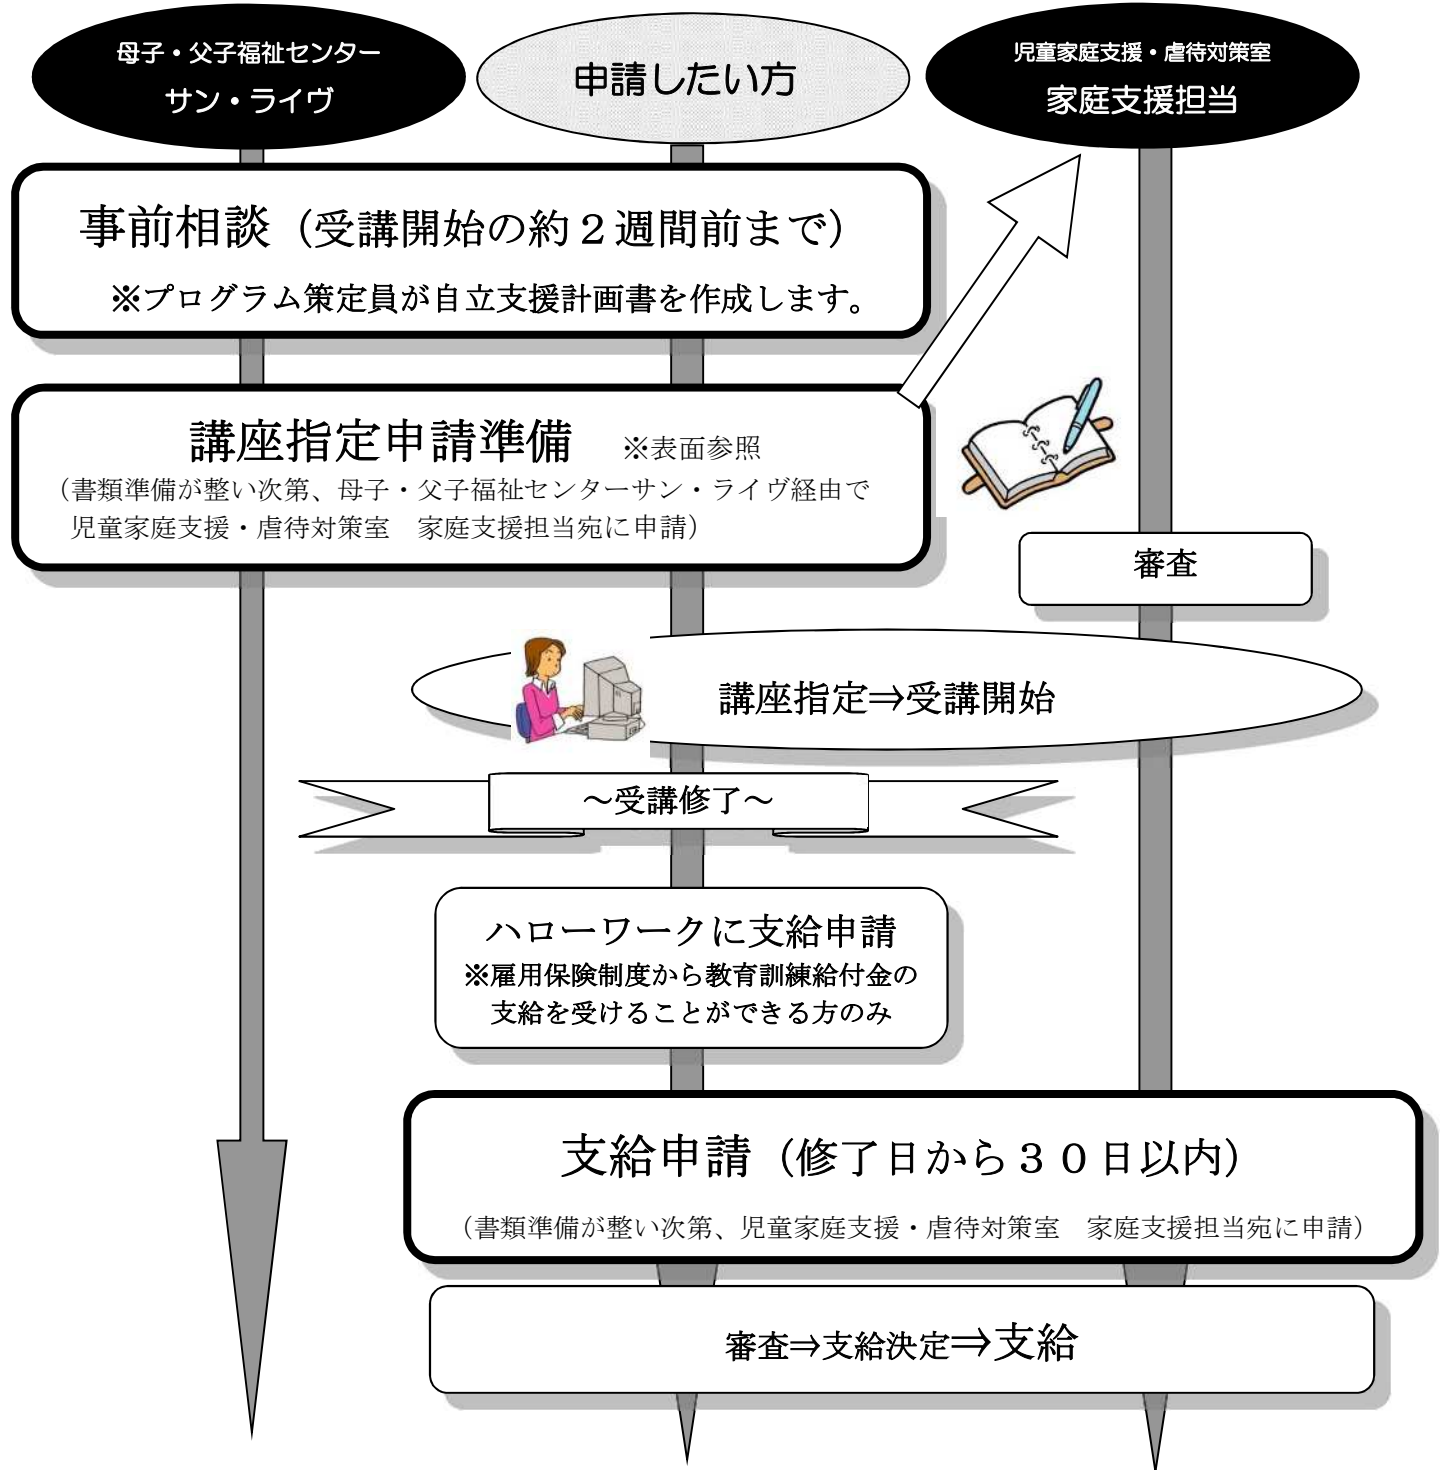 母子・父子福祉センター
サン・ライヴ
申請したい方
児童家庭支援・虐待対策室
家庭支援担当
事前相談（受講開始の約２週間前まで）
※プログラム策定員が自立支援計画書を作成します。
講座指定申請準備　※表面参照
（書類準備が整い次第、母子・父子福祉センターサン・ライヴ経由で
児童家庭支援・虐待対策室　家庭支援担当宛に申請）
審査
講座指定⇒受講開始
～受講修了～
ハローワークに支給申請
※雇用保険制度から教育訓練給付金の
支給を受けることができる方のみ
支給申請（修了日から３０日以内）
（書類準備が整い次第、児童家庭支援・虐待対策室　家庭支援担当宛に申請）
審査⇒支給決定⇒支給